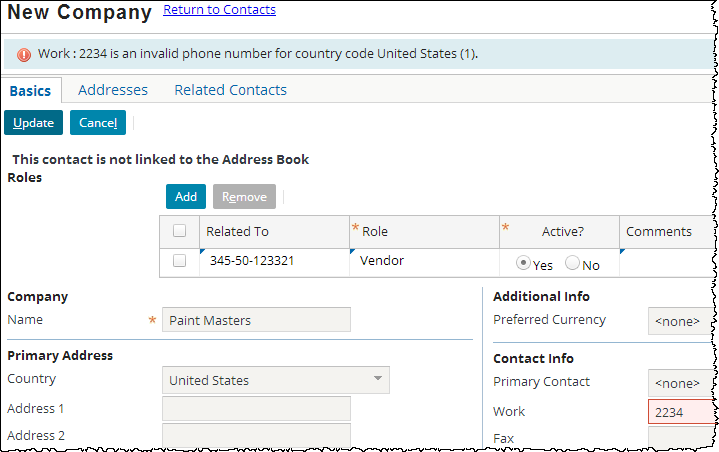 New Company Return to Contacts
Work : 2234 is an invalid phone number for country code United States (1).
Basics Addresses Related Contacts
Update Cancel
This contact is not linked to the Address Book
Roles
Add Remove
Related To * Role * Active? Comments
345-50-123321 Vendor Yes No
Company
Name * Paint Masters
Primary Address
Country United States
Address 1
Address 2
Additional Info
Preferred Currency <none>
Contact Info
Primary Contact <none>
Work 2234
Fax